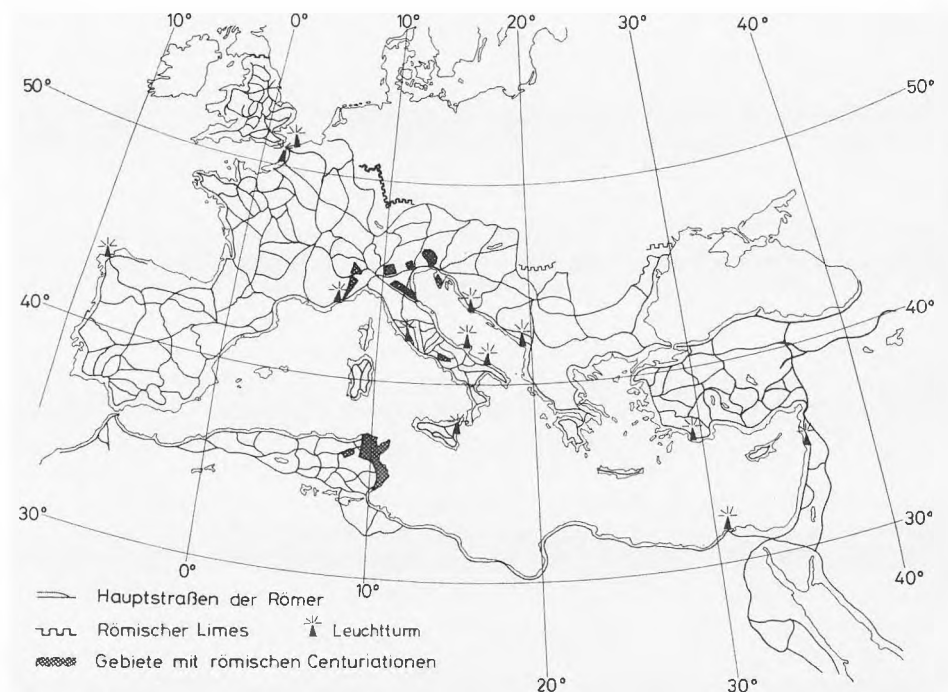 10° 0° 10° 20° 30° 40°
50° 50°
40° 40°
30° 30°
0° 10° 40°
Hauptstraßen der Römer
Römischer Limes Leuchtturm
Gebiete mit römischen Centuriationen
20° 30°